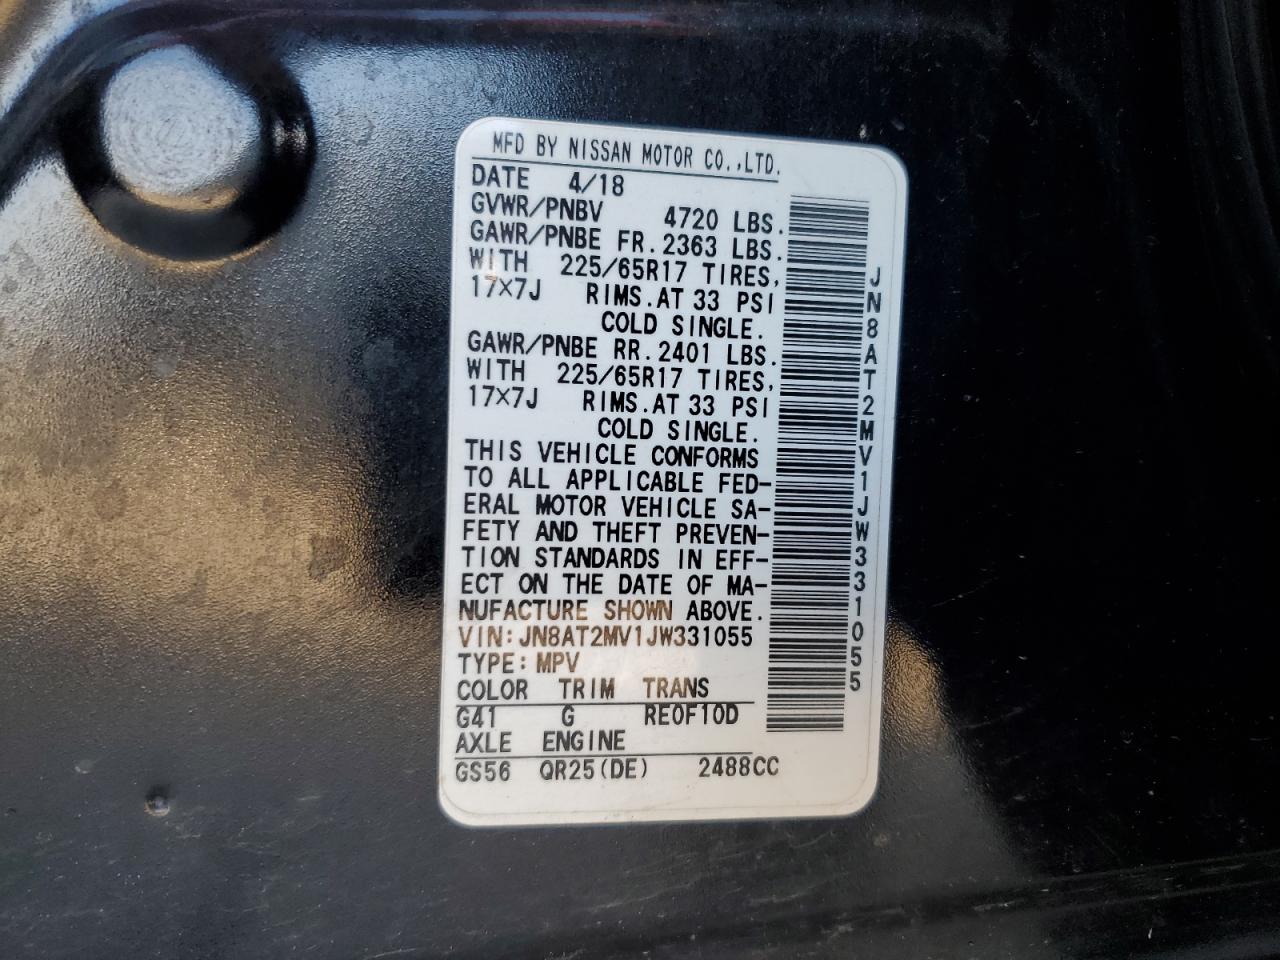 MFD BY NISSAN MOTOR CO.,LTD.
DATE 4/18
GVWR/PNBV 4720 LBS.
GAWR/PNBE FR.2363 LBS.
WITH 225/65R17 TIRES,
17×7J RIMS.AT 33 PSI
COLD SINGLE.
GAWR/PNBE RR.2401 LBS.
WITH 225/65R17 TIRES,
17×7J RIMS.AT 33 PSI
COLD SINGLE.
THIS VEHICLE CONFORMS
TO ALL APPLICABLE FED-
ERAL MOTOR VEHICLE SA-
FETY AND THEFT PREVEN-
TION STANDARDS IN EFF-
ECT ON THE DATE OF MA-
NUFACTURE SHOWN ABOVE.
VIN:JN8AT2MV1JW331055
TYPE:MPV
COLOR TRIM TRANS
G41 G RE0F10D
AXLE ENGINE
GS56 QR25(DE) 2488CC
JN8AT2MV1JW331055